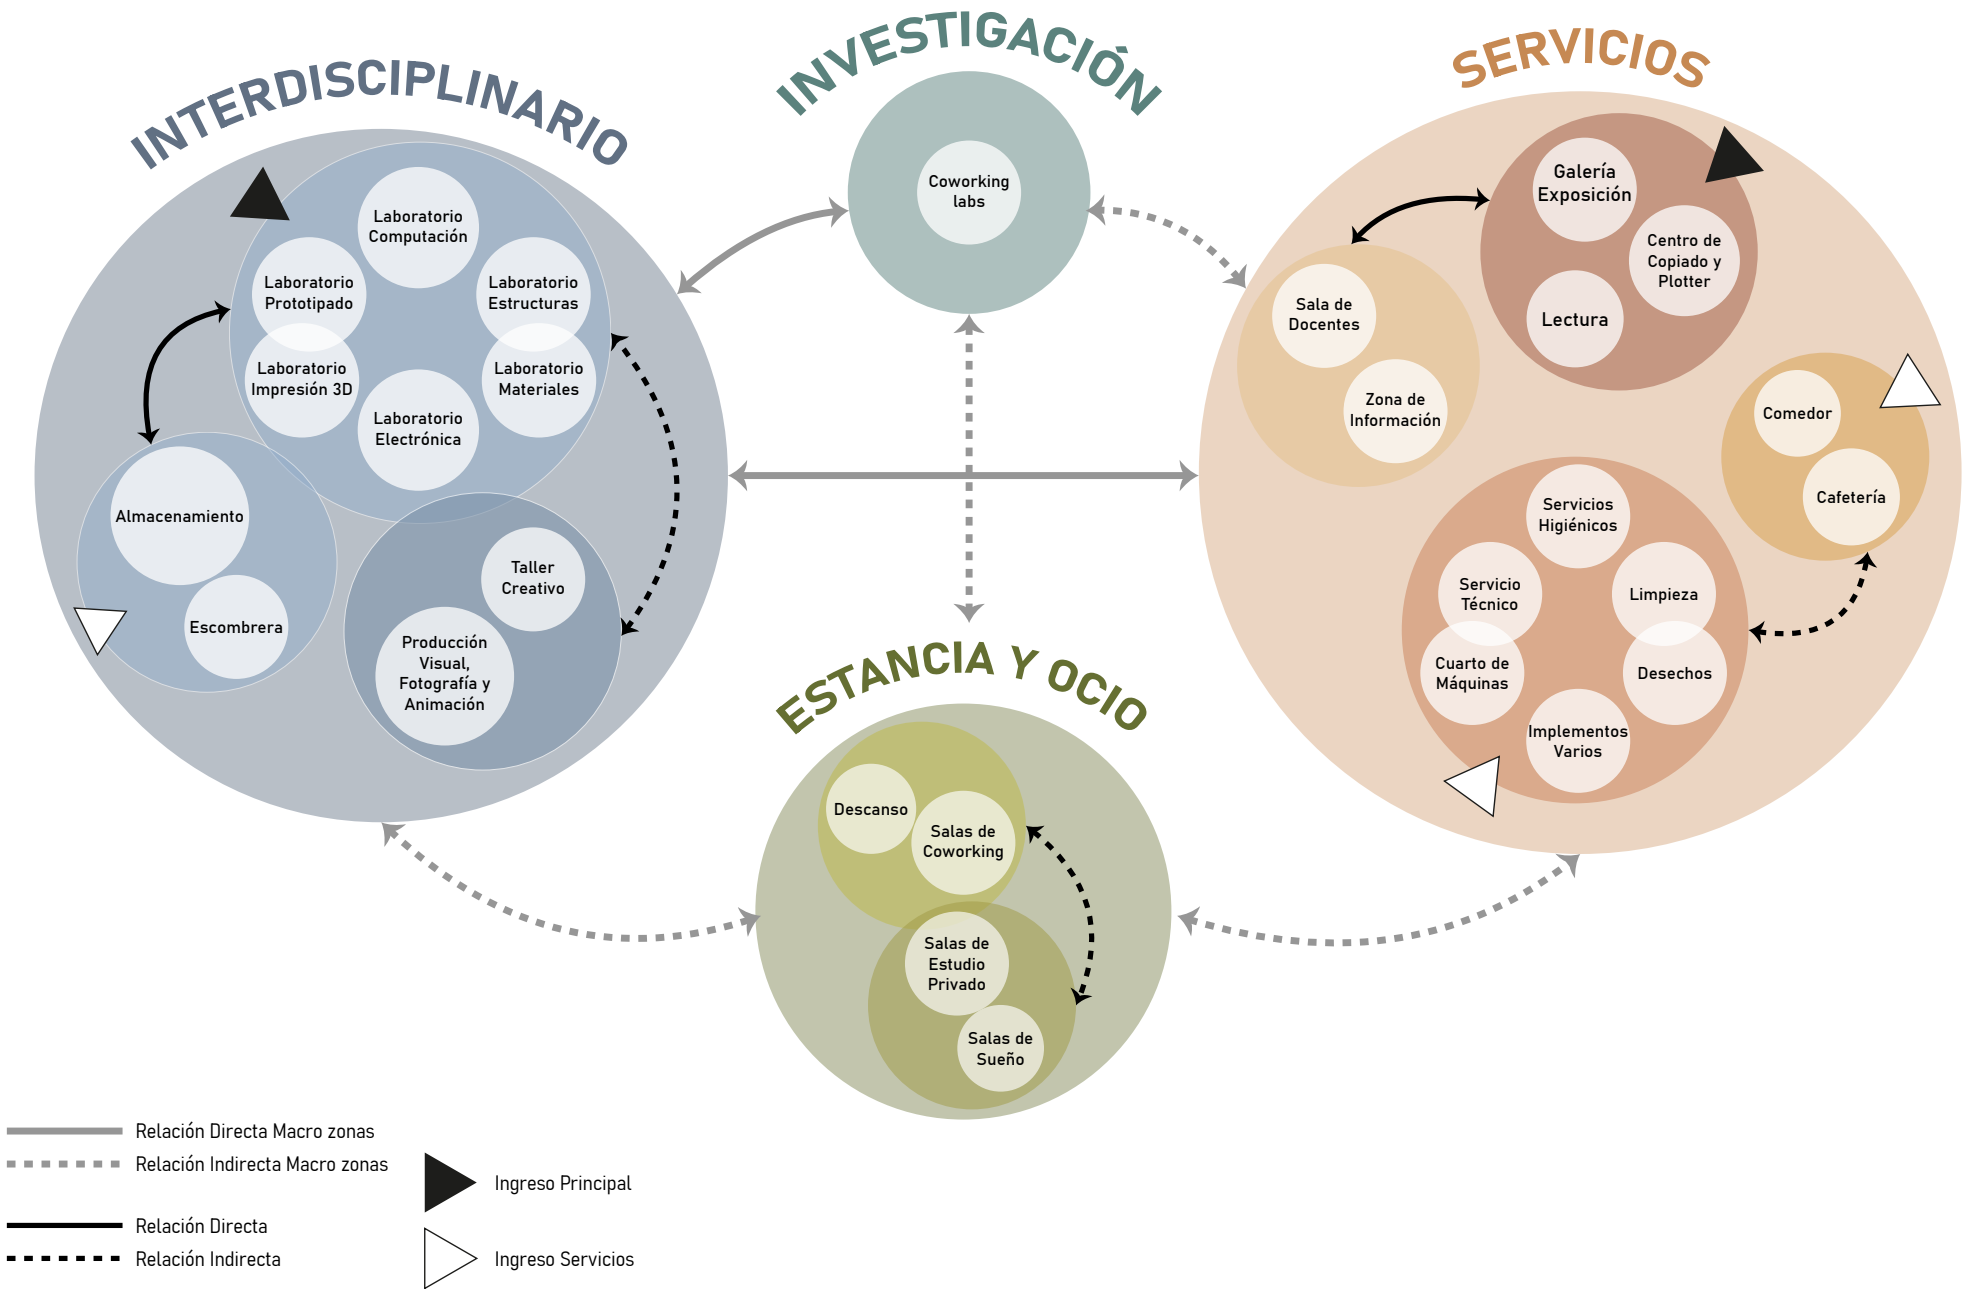 INTERDISCIPLINARIO
Laboratorio
Computación
Laboratorio
Prototipado
Laboratorio
Estructuras
Laboratorio
Impresión 3D
Laboratorio
Materiales
Laboratorio
Electrónica
Almacenamiento
Escombrera
Taller
Creativo
Producción
Visual,
Fotografía y
Animación
INVESTIGACIÓN
Coworking
labs
SERVICIOS
Galería
Exposición
Centro de
Copiado y
Plotter
Lectura
Sala de
Docentes
Zona de
Información
Comedor
Cafetería
Servicios
Higiénicos
Servicio
Técnico
Limpieza
Cuarto de
Máquinas
Desechos
Implementos
Varios
ESTANCIA Y OCIO
Descanso
Salas de
Coworking
Salas de
Estudio
Privado
Salas de
Sueño
Relación Directa Macro zonas
Relación Indirecta Macro zonas
Relación Directa
Relación Indirecta
Ingreso Principal
Ingreso Servicios